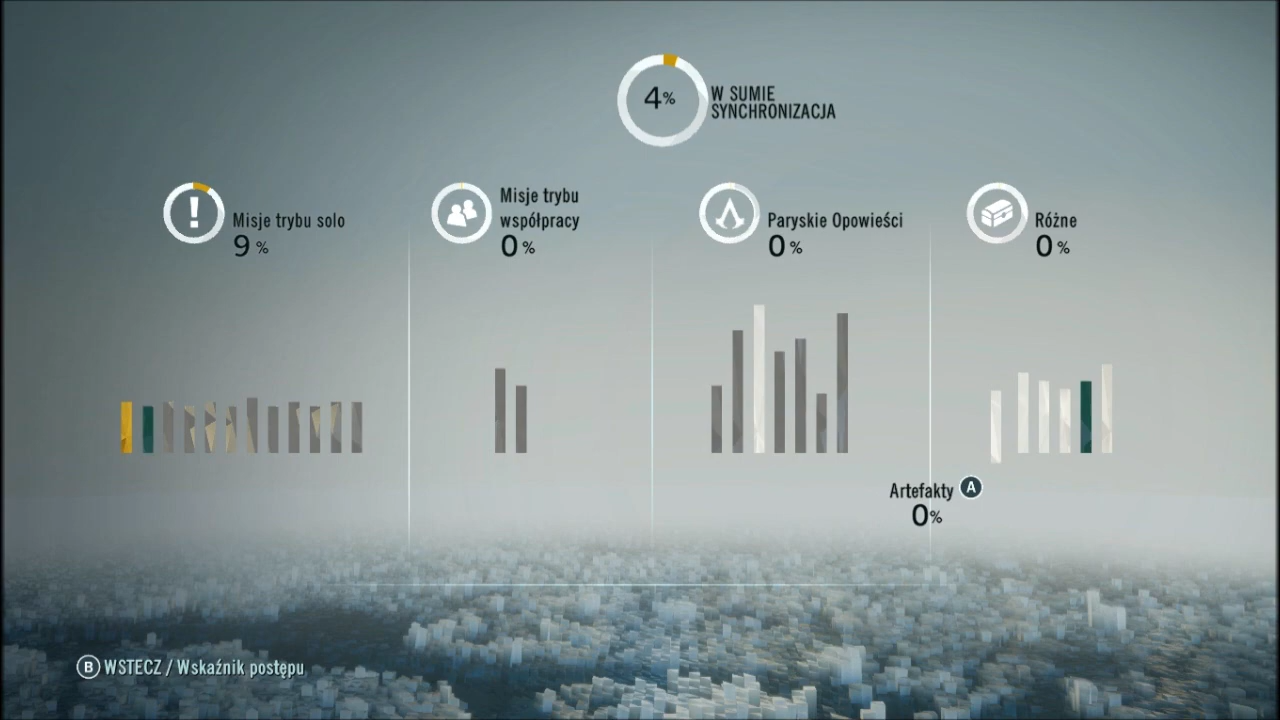 4%
W SUMIE
SYNCHRONIZACJA
Misje trybu solo
9 %
Misje trybu
współpracy
0 %
Paryskie Opowieści
0 %
Różne
0 %
Artefakty A
0%
B WSTECZ / Wskaźnik postępu